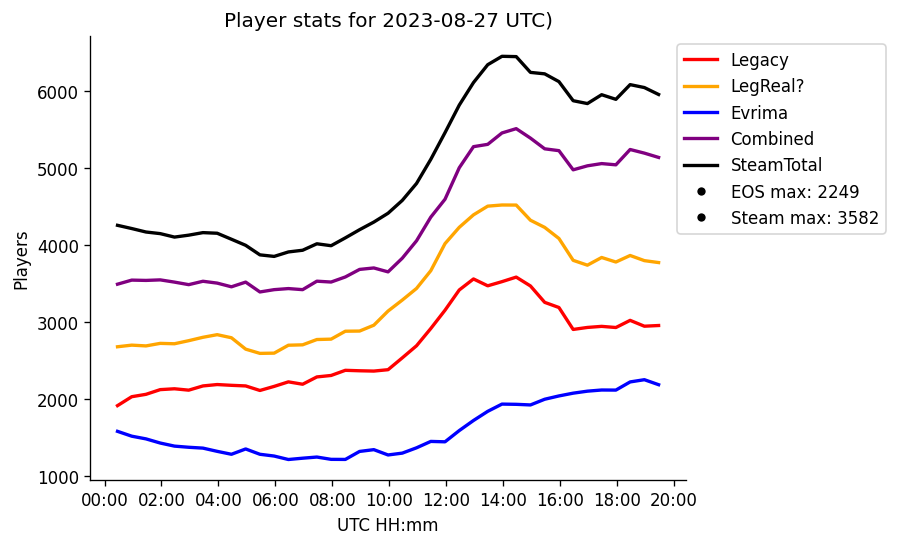 Player stats for 2023-08-27 UTC)
Legacy
LegReal?
Evrima
Combined
SteamTotal
EOS max: 2249
Steam max: 3582
Players
6000
5000
4000
3000
2000
1000
00:00 02:00 04:00 06:00 08:00 10:00 12:00 14:00 16:00 18:00 20:00
UTC HH:mm